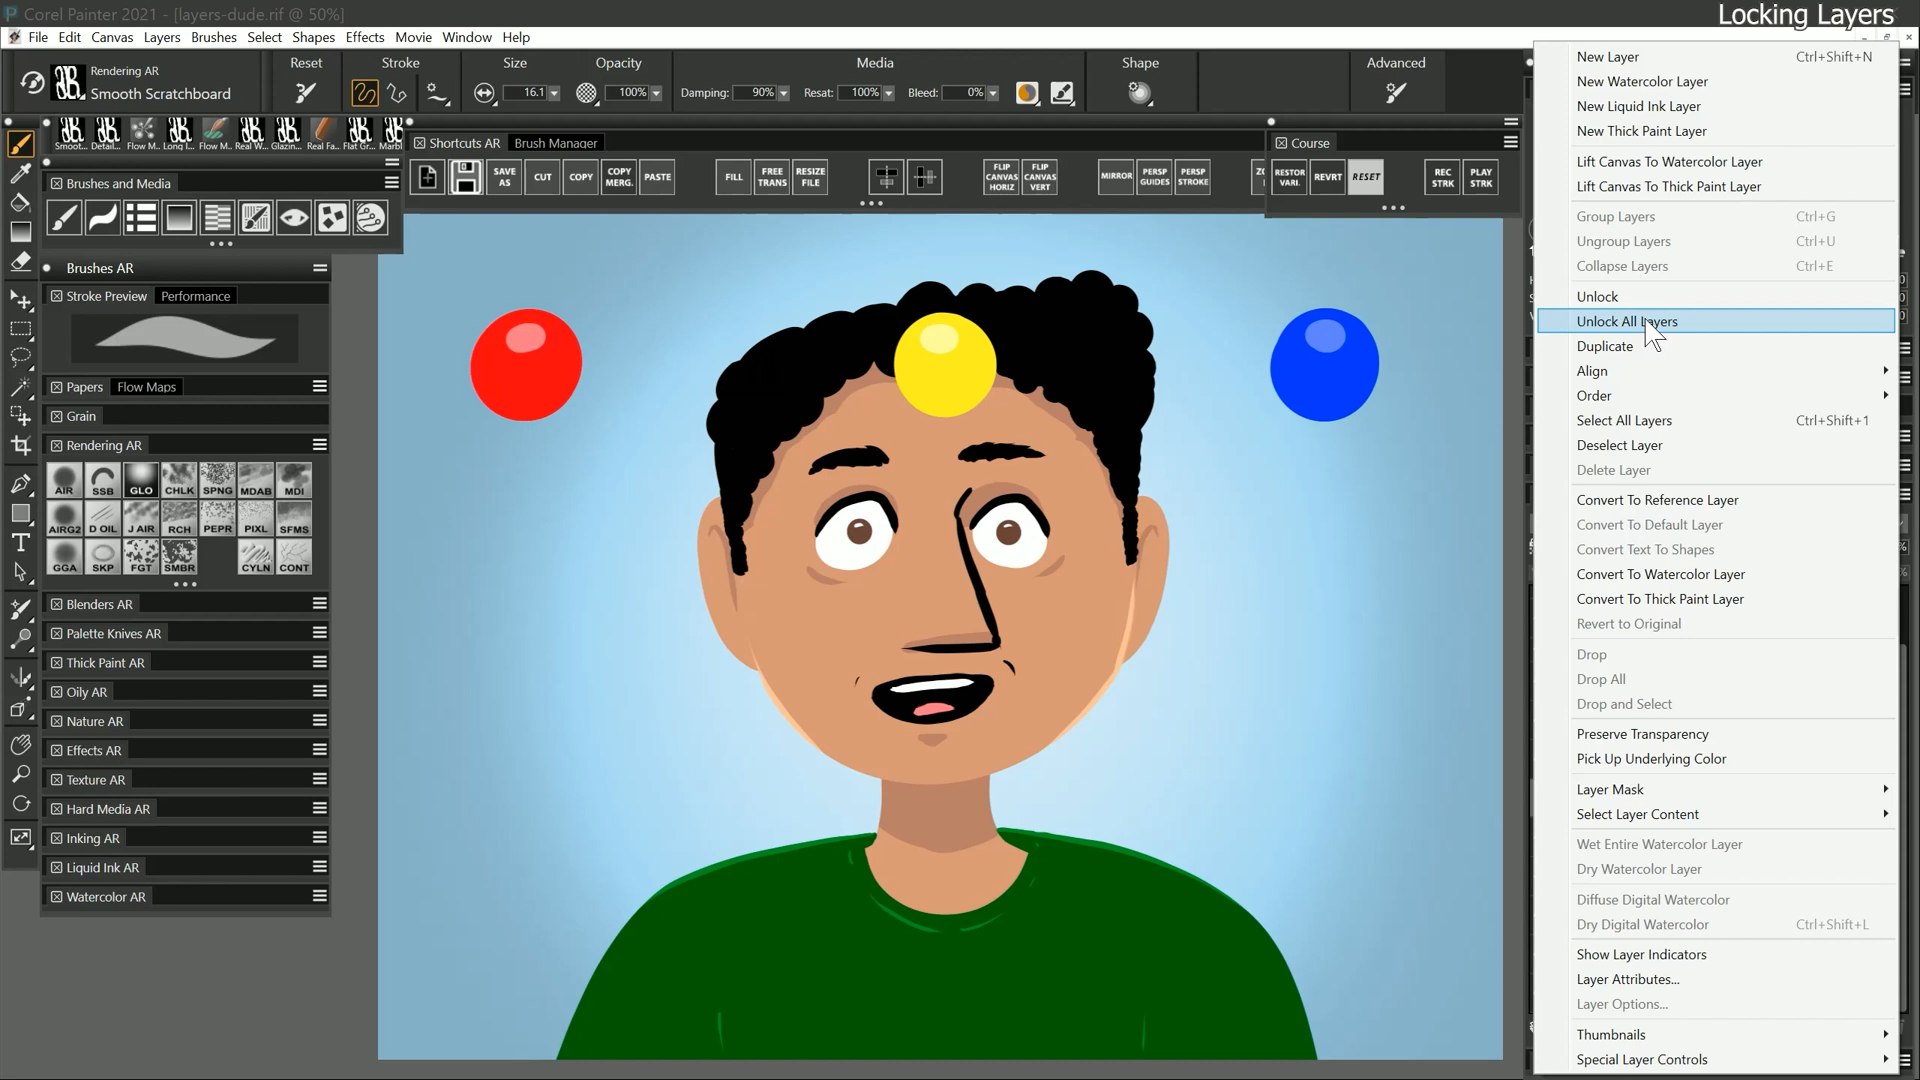 Corel Painter 2021 - [layers-dude.rif @ 50%]
Locking Layers
File Edit Canvas Layers Brushes Select Shapes Effects Movie Window Help
Rendering AR
Smooth Scratchboard
Reset
Stroke
Size
16.1
Opacity
100%
Media
Damping: 90% Resat: 100% Bleed: 0%
Shape
Advanced
Smoot... Detail... Flow M... Long I... Flow M... Real W... Glazin... Real Fa... Flat Gr... Marbl
Shortcuts AR Brush Manager
SAVE AS
CUT
COPY
COPY MERG.
PASTE
FILL
FREE TRANS
RESIZE FILE
FLIP CANVAS HORIZ
FLIP CANVAS VERT
MIRROR
PERSP GUIDES
PERSP STROKE
Course
RESTOR VARI.
REVRT
RESET
REC STRK
PLAY STRK
Brushes and Media
Brushes AR
Stroke Preview Performance
Papers Flow Maps
Grain
Rendering AR
AIR SSB GLO CHLK SPNG MDAB MDI
AIRG2 D OIL J AIR RCH PEPR PIXL SFMS
GGA SKP FGT SMBR CYLN CONT
Blenders AR
Palette Knives AR
Thick Paint AR
Oily AR
Nature AR
Effects AR
Texture AR
Hard Media AR
Inking AR
Liquid Ink AR
Watercolor AR
New Layer Ctrl+Shift+N
New Watercolor Layer
New Liquid Ink Layer
New Thick Paint Layer
Lift Canvas To Watercolor Layer
Lift Canvas To Thick Paint Layer
Group Layers Ctrl+G
Ungroup Layers Ctrl+U
Collapse Layers Ctrl+E
Unlock
Unlock All Layers
Duplicate
Align
Order
Select All Layers Ctrl+Shift+1
Deselect Layer
Delete Layer
Convert To Reference Layer
Convert To Default Layer
Convert Text To Shapes
Convert To Watercolor Layer
Convert To Thick Paint Layer
Revert to Original
Drop
Drop All
Drop and Select
Preserve Transparency
Pick Up Underlying Color
Layer Mask
Select Layer Content
Wet Entire Watercolor Layer
Dry Watercolor Layer
Diffuse Digital Watercolor
Dry Digital Watercolor Ctrl+Shift+L
Show Layer Indicators
Layer Attributes...
Layer Options...
Thumbnails
Special Layer Controls